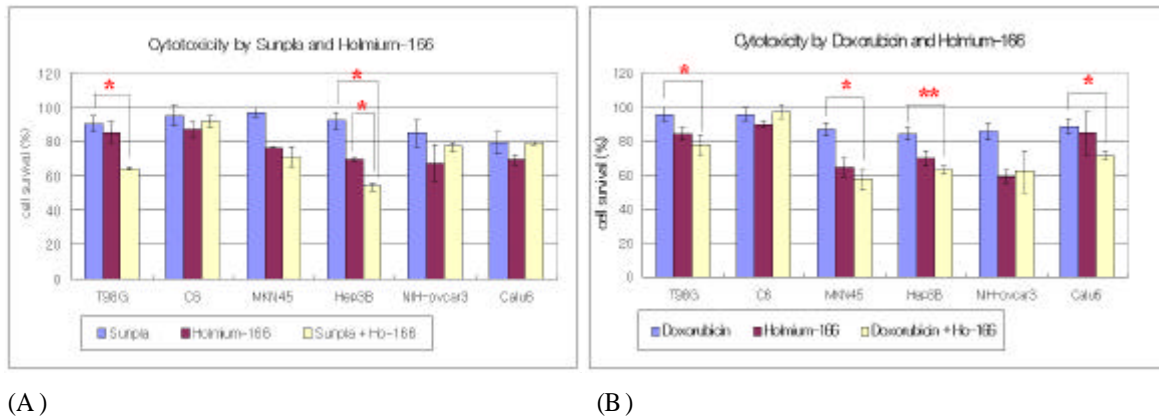 Cytotoxicity by Sunpla and Holmium-166
cell survival (%)
120
100
80
60
40
20
0
*
*
*
T98G C6 MKN45 Hep3B NIH-ovcar3 Calu6
Sunpla Holmium-166 Sunpla + Ho-166
(A)
Cytotoxicity by Doxorubicin and Holmium-166
cell survival (%)
120
100
80
60
40
20
0
*
*
**
*
T98G C6 MKN45 Hep3B NIH-ovcar3 Calu6
Doxorubicin Holmium-166 Doxorubicin + Ho-166
(B)